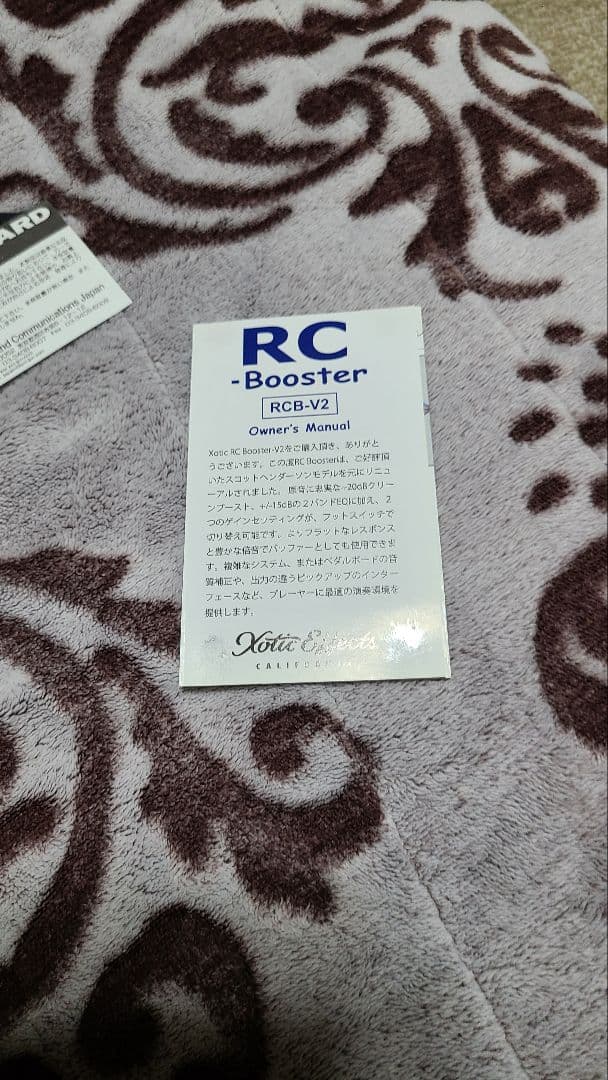 ARD
nd Communications Japan
RC
-Booster
RCB-V2
Owner's Manual
Xotic RC Booster-V2をご購入頂き、ありがと
うございます。この度RC Boosterは、ご好評頂
いたスコットヘンダーソンモデルを元にリニュ
ーアルされました。原音に忠実な~20dBクリー
ンブースト、+/-15dBの2バンドEQに加え、2
つのゲインセッティングが、フットスイッチで
切り替え可能です。よりフラットなレスポンス
と豊かな倍音でバッファーとしても使用できま
す。複雑なシステム、またはペダルボードの音
質補正や、出力の違うピックアップのインター
フェースなど、プレーヤーに最適の演奏環境を
提供します。
Xotic Effects
CALIFORNIA